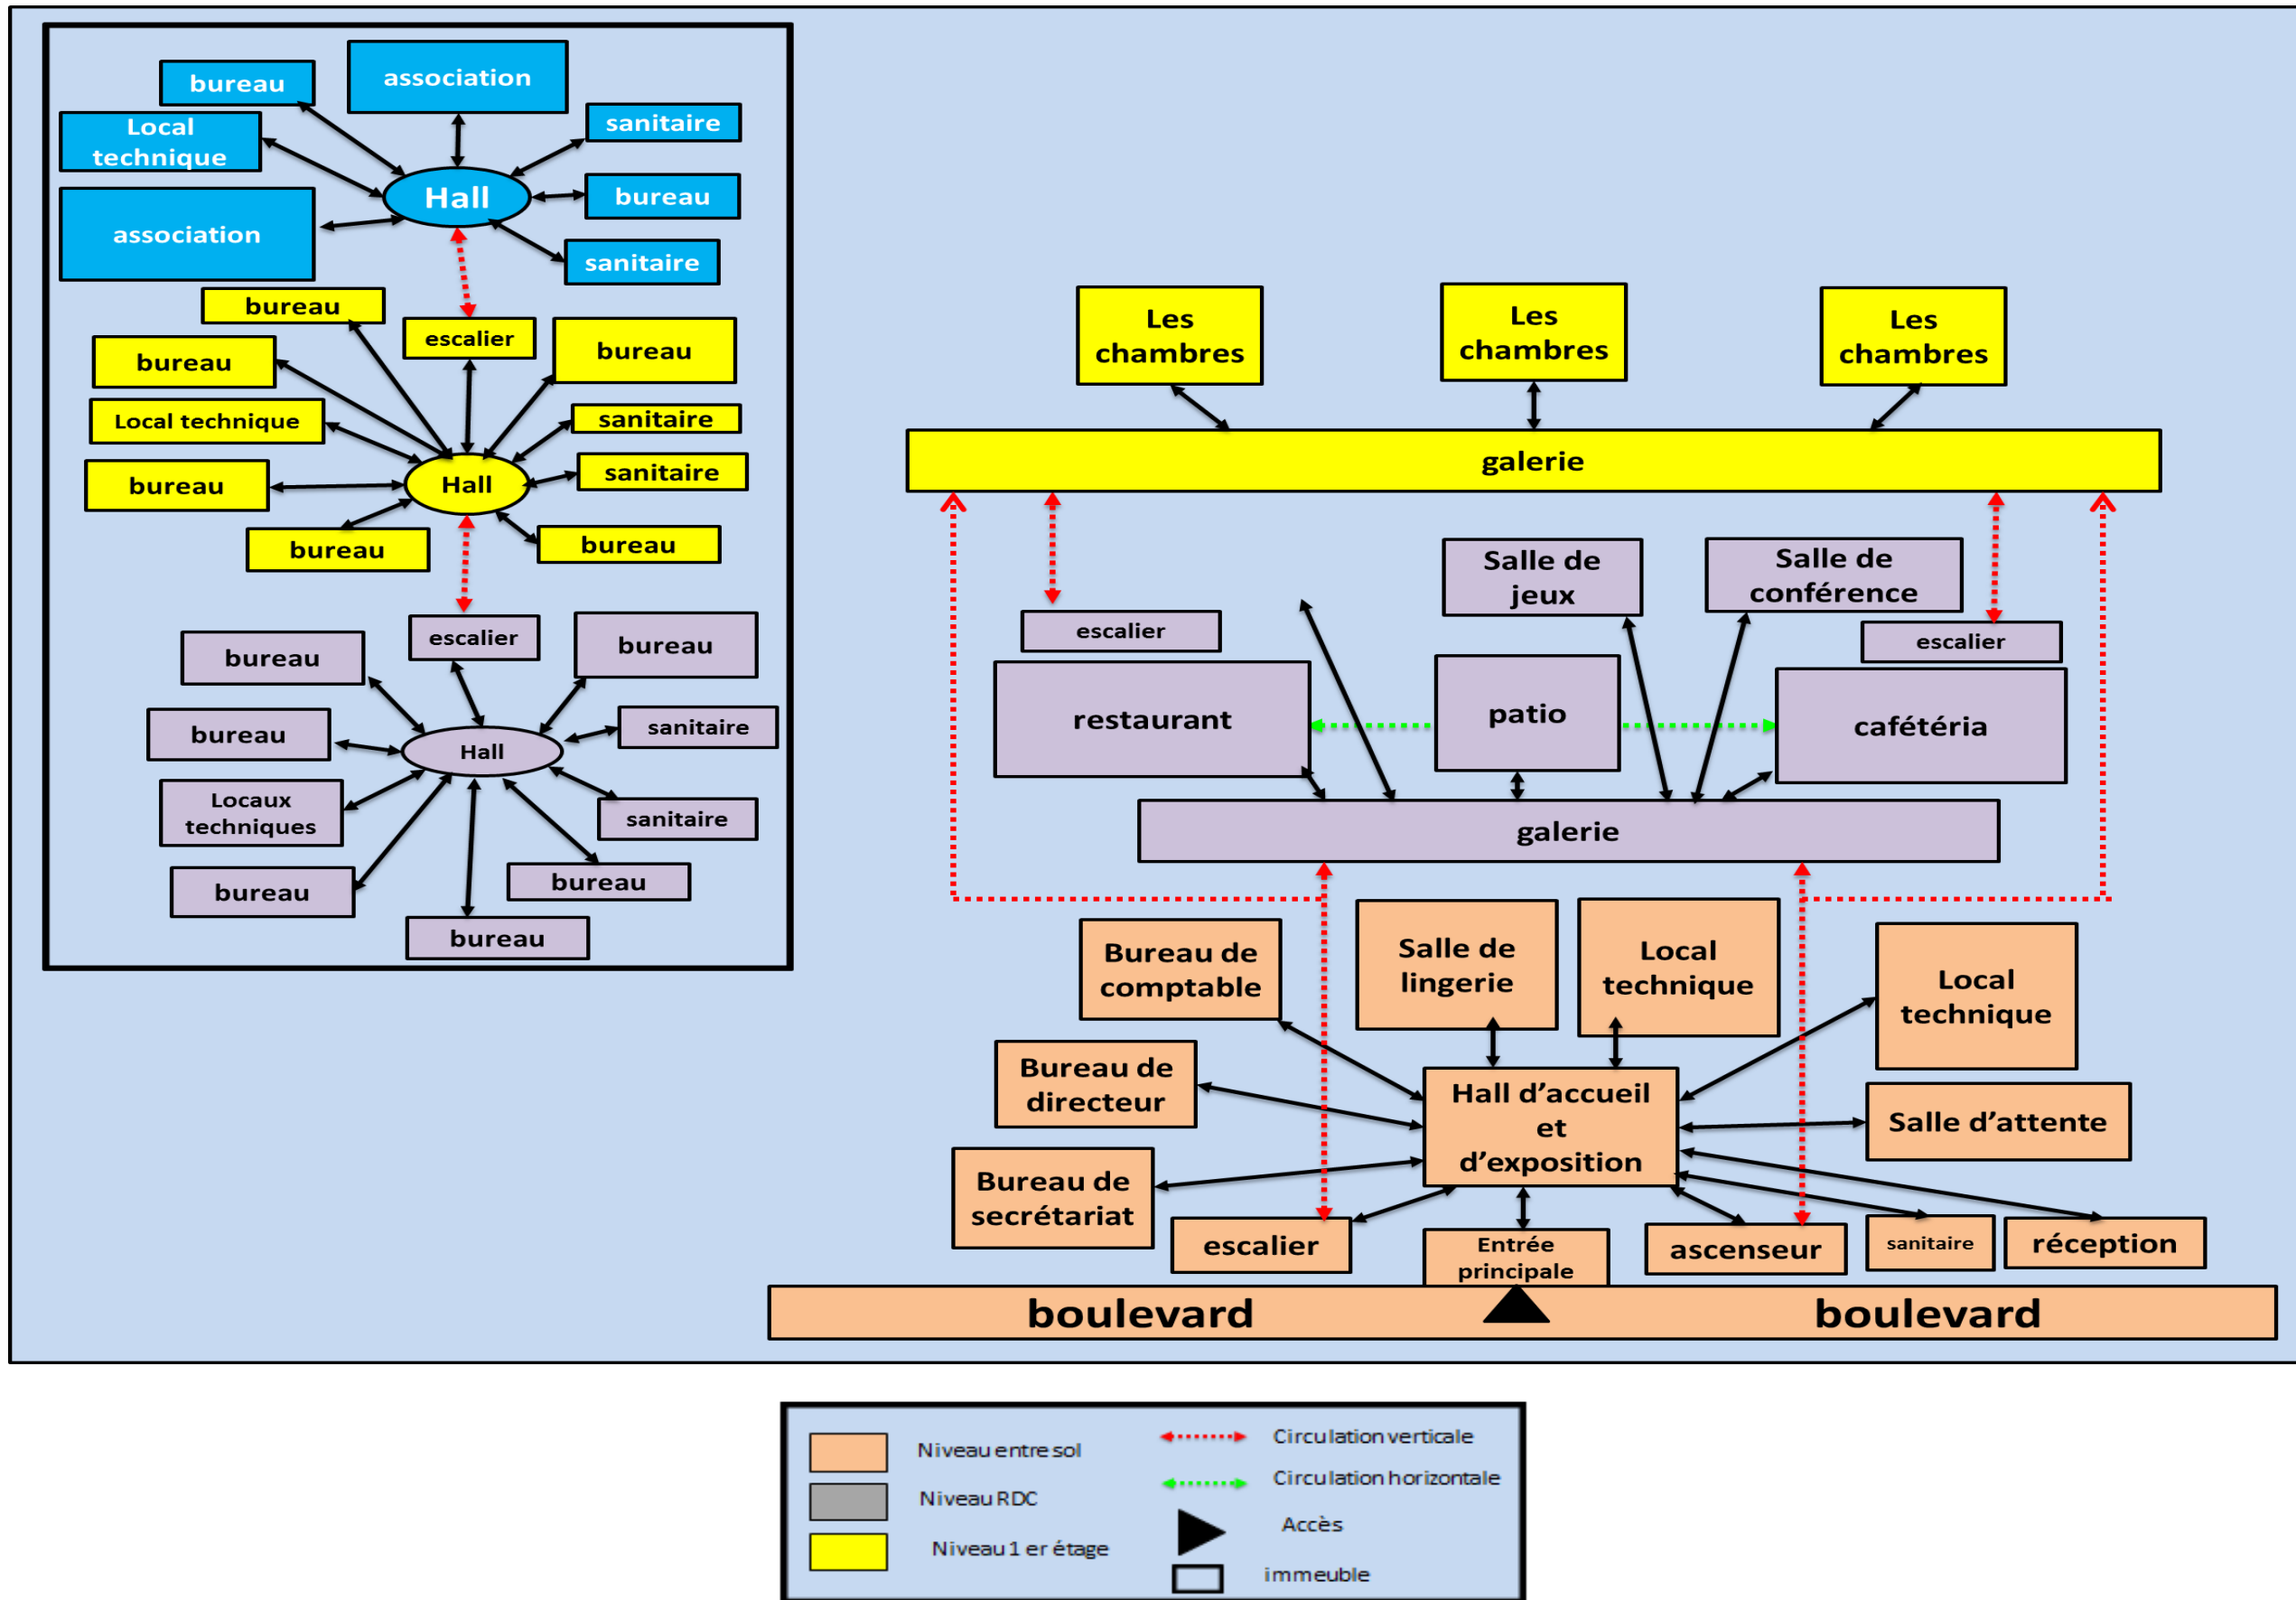 bureau
association
Local
technique
sanitaire
Hall
bureau
association
sanitaire
bureau
escalier
bureau
bureau
Local technique
sanitaire
bureau
Hall
sanitaire
bureau
bureau
escalier
bureau
bureau
bureau
Hall
sanitaire
Locaux
techniques
sanitaire
bureau
bureau
bureau
Les
chambres
Les
chambres
Les
chambres
galerie
Salle de
jeux
Salle de
conférence
escalier
escalier
restaurant
patio
cafétéria
galerie
Bureau de
comptable
Salle de
lingerie
Local
technique
Local
technique
Bureau de
directeur
Hall d’accueil
et
d’exposition
Salle d’attente
Bureau de
secrétariat
escalier
Entrée
principale
ascenseur
sanitaire
réception
boulevard
boulevard
Niveau entre sol
Circulation verticale
Circulation horizontale
Niveau RDC
Accès
Niveau 1 er étage
immeuble